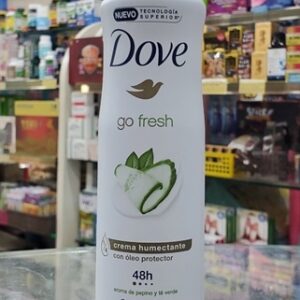 NUEVO TECNOLOGÍA
SUPERIOR*
Dove
go fresh
crema humectante
con óleo protector
48h
aroma de pepino y té verde